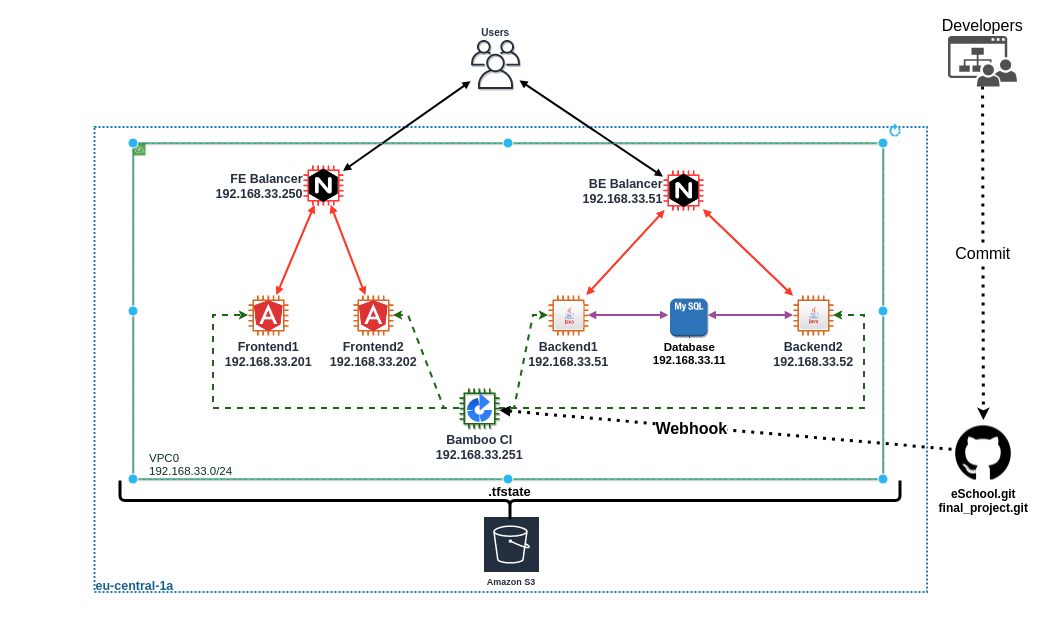 Users
Developers
FE Balancer
192.168.33.250
BE Balancer
192.168.33.51
Commit
My SQL
Java
Java
Frontend1
192.168.33.201
Frontend2
192.168.33.202
Backend1
192.168.33.51
Database
192.168.33.11
Backend2
192.168.33.52
Webhook
Bamboo CI
192.168.33.251
VPC0
192.168.33.0/24
.tfstate
eSchool.git
final_project.git
Amazon S3
eu-central-1a